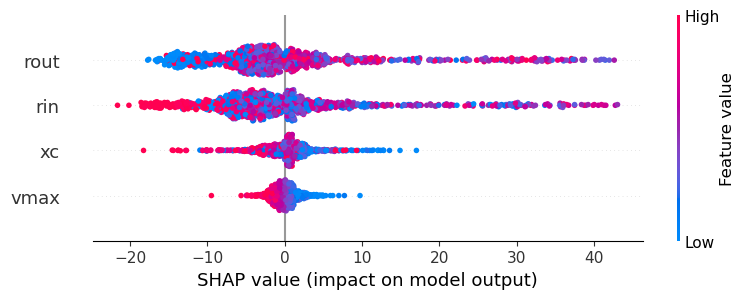 High
rout
rin
xc
vmax
Feature value
Low
−20 −10 0 10 20 30 40
SHAP value (impact on model output)